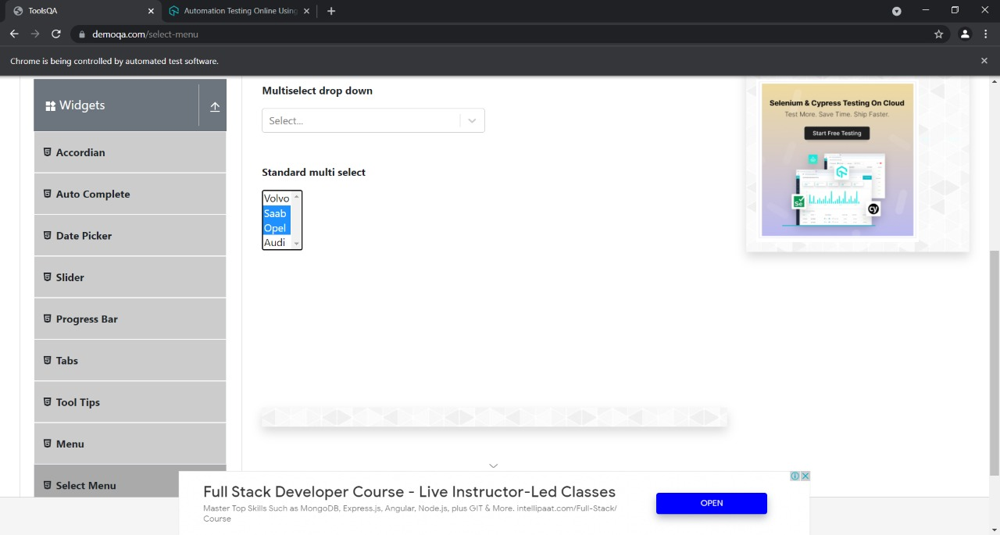 ToolsQA
Automation Testing Online Using
demoqa.com/select-menu
Chrome is being controlled by automated test software.
Widgets
Accordian
Auto Complete
Date Picker
Slider
Progress Bar
Tabs
Tool Tips
Menu
Select Menu
Multiselect drop down
Select...
Standard multi select
Volvo
Saab
Opel
Audi
Selenium & Cypress Testing On Cloud
Test More. Save Time. Ship Faster.
Start Free Testing
Se
cy
Full Stack Developer Course - Live Instructor-Led Classes
Master Top Skills Such as MongoDB, Express.js, Angular, Node.js, plus GIT & More. intellipaat.com/Full-Stack/
Course
OPEN